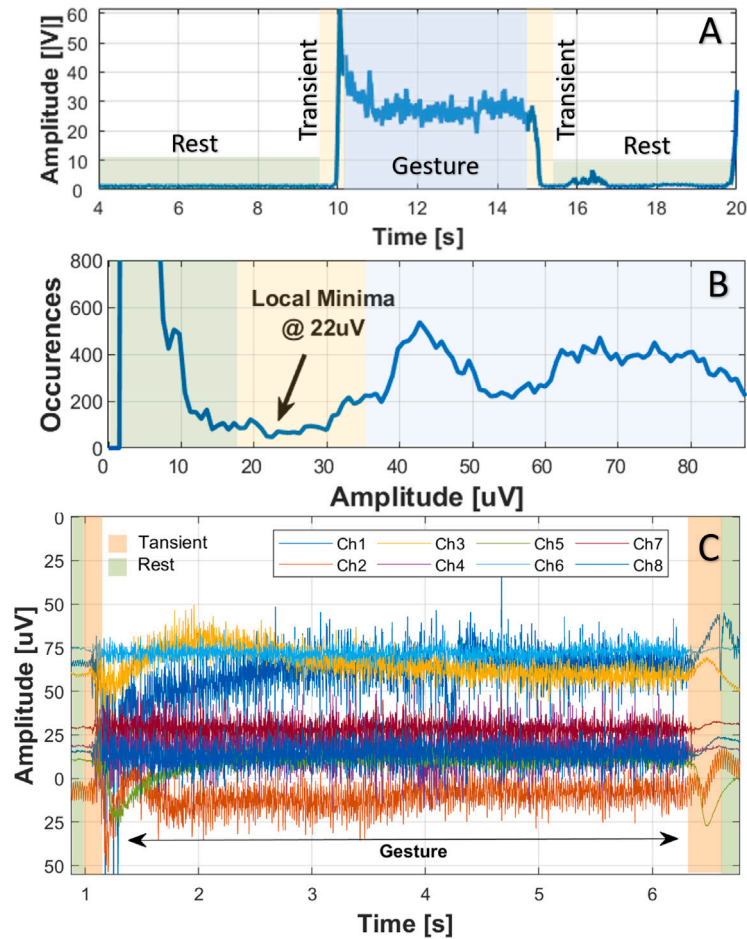 A
60
50
40
30
20
10
0
Amplitude [|V|]
Rest
Transient
Gesture
Transient
Rest
4 6 8 10 12 14 16 18 20
Time [s]
B
800
600
400
200
0
Occurences
Local Minima
@ 22uV
0 10 20 30 40 50 60 70 80
Amplitude [uV]
C
0
50
75
50
25
0
25
50
Amplitude [uV]
Tansient
Rest
Ch1 Ch3 Ch5 Ch7
Ch2 Ch4 Ch6 Ch8
Gesture
1 2 3 4 5 6
Time [s]